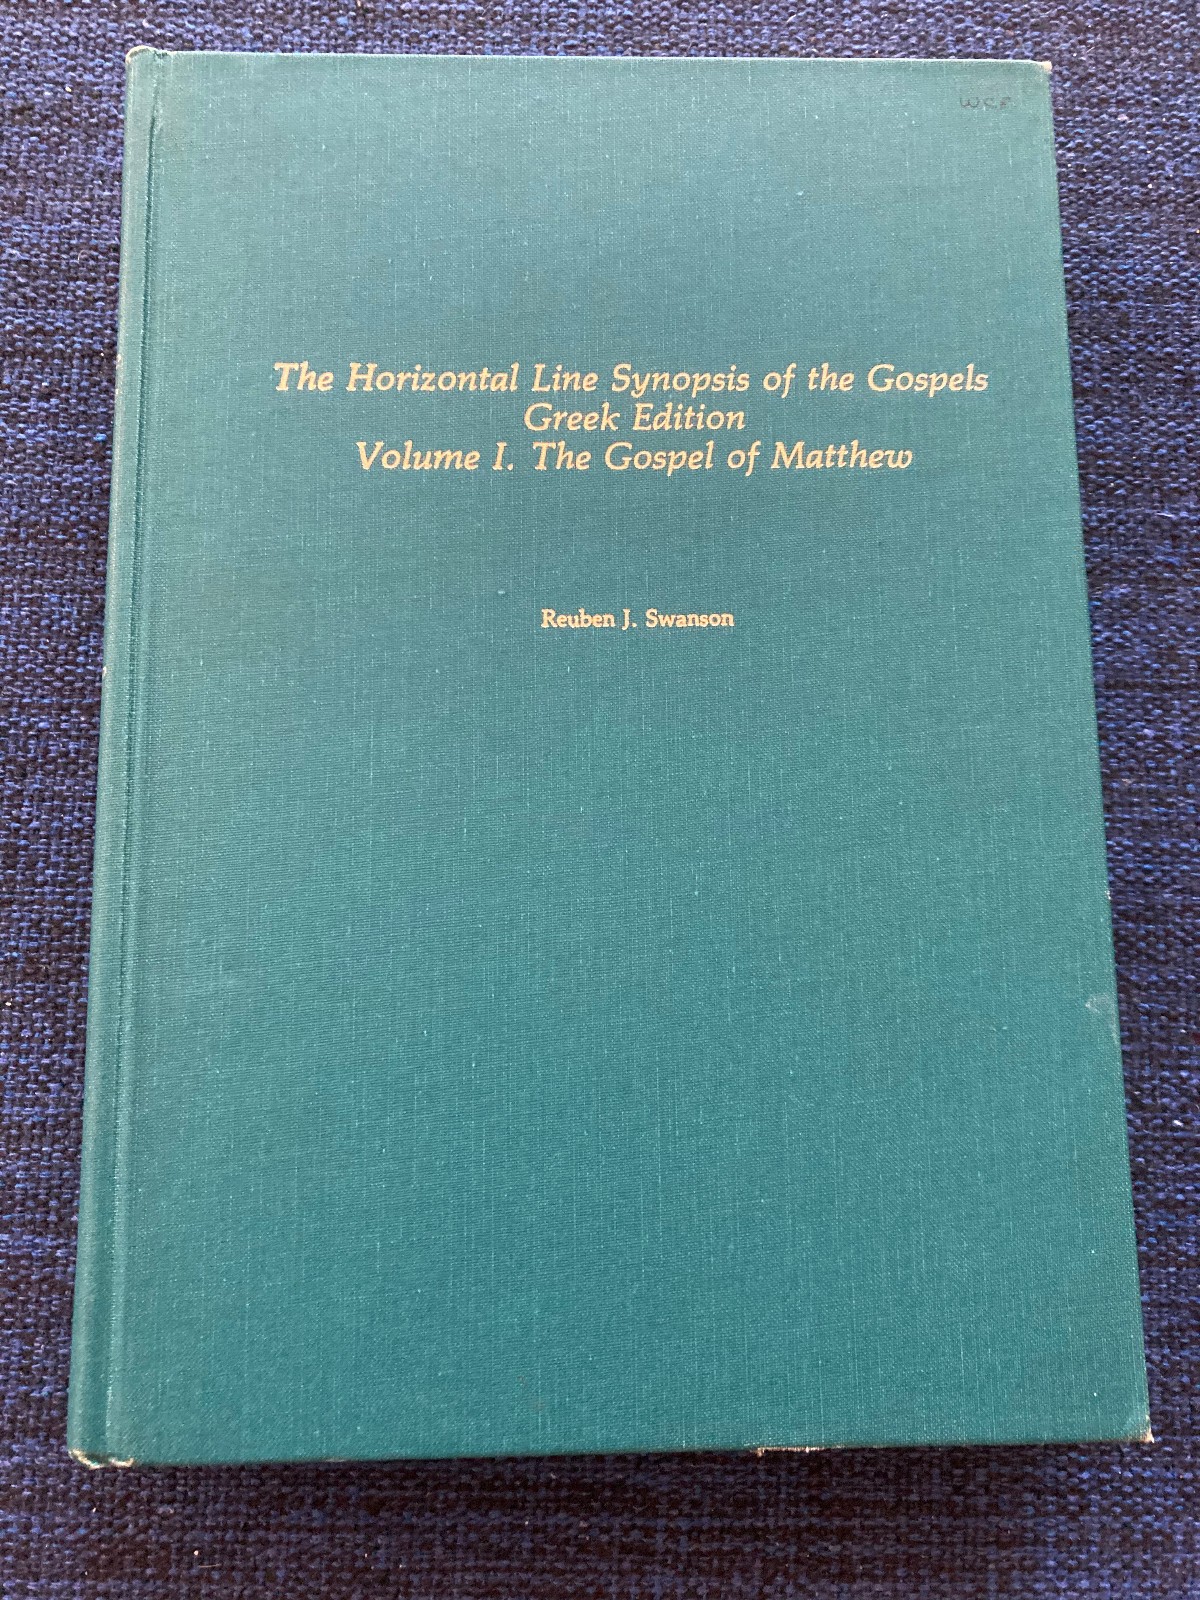 The Horizontal Line Synopsis of the Gospels
Greek Edition
Volume I. The Gospel of Matthew
Reuben J. Swanson